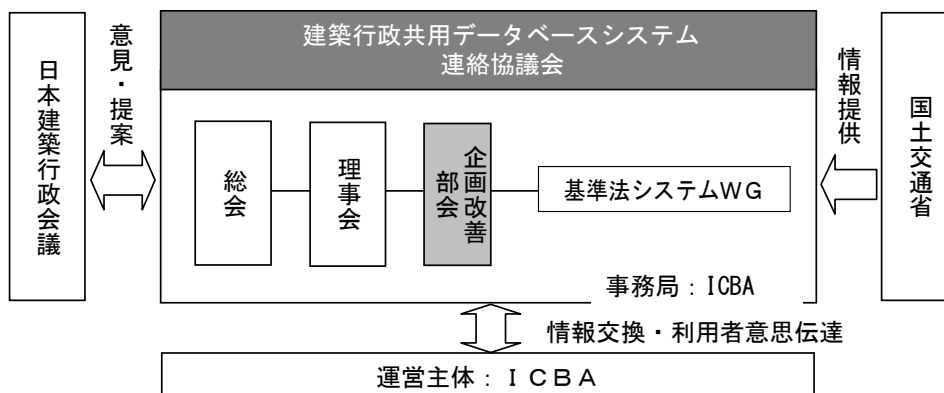 建築行政共用データベースシステム
連絡協議会
日本建築行政会議
意見・提案
総会
理事会
企画改善
部会
基準法システムWG
情報提供
国土交通省
事務局：ICBA
情報交換・利用者意思伝達
運営主体：ＩＣＢＡ